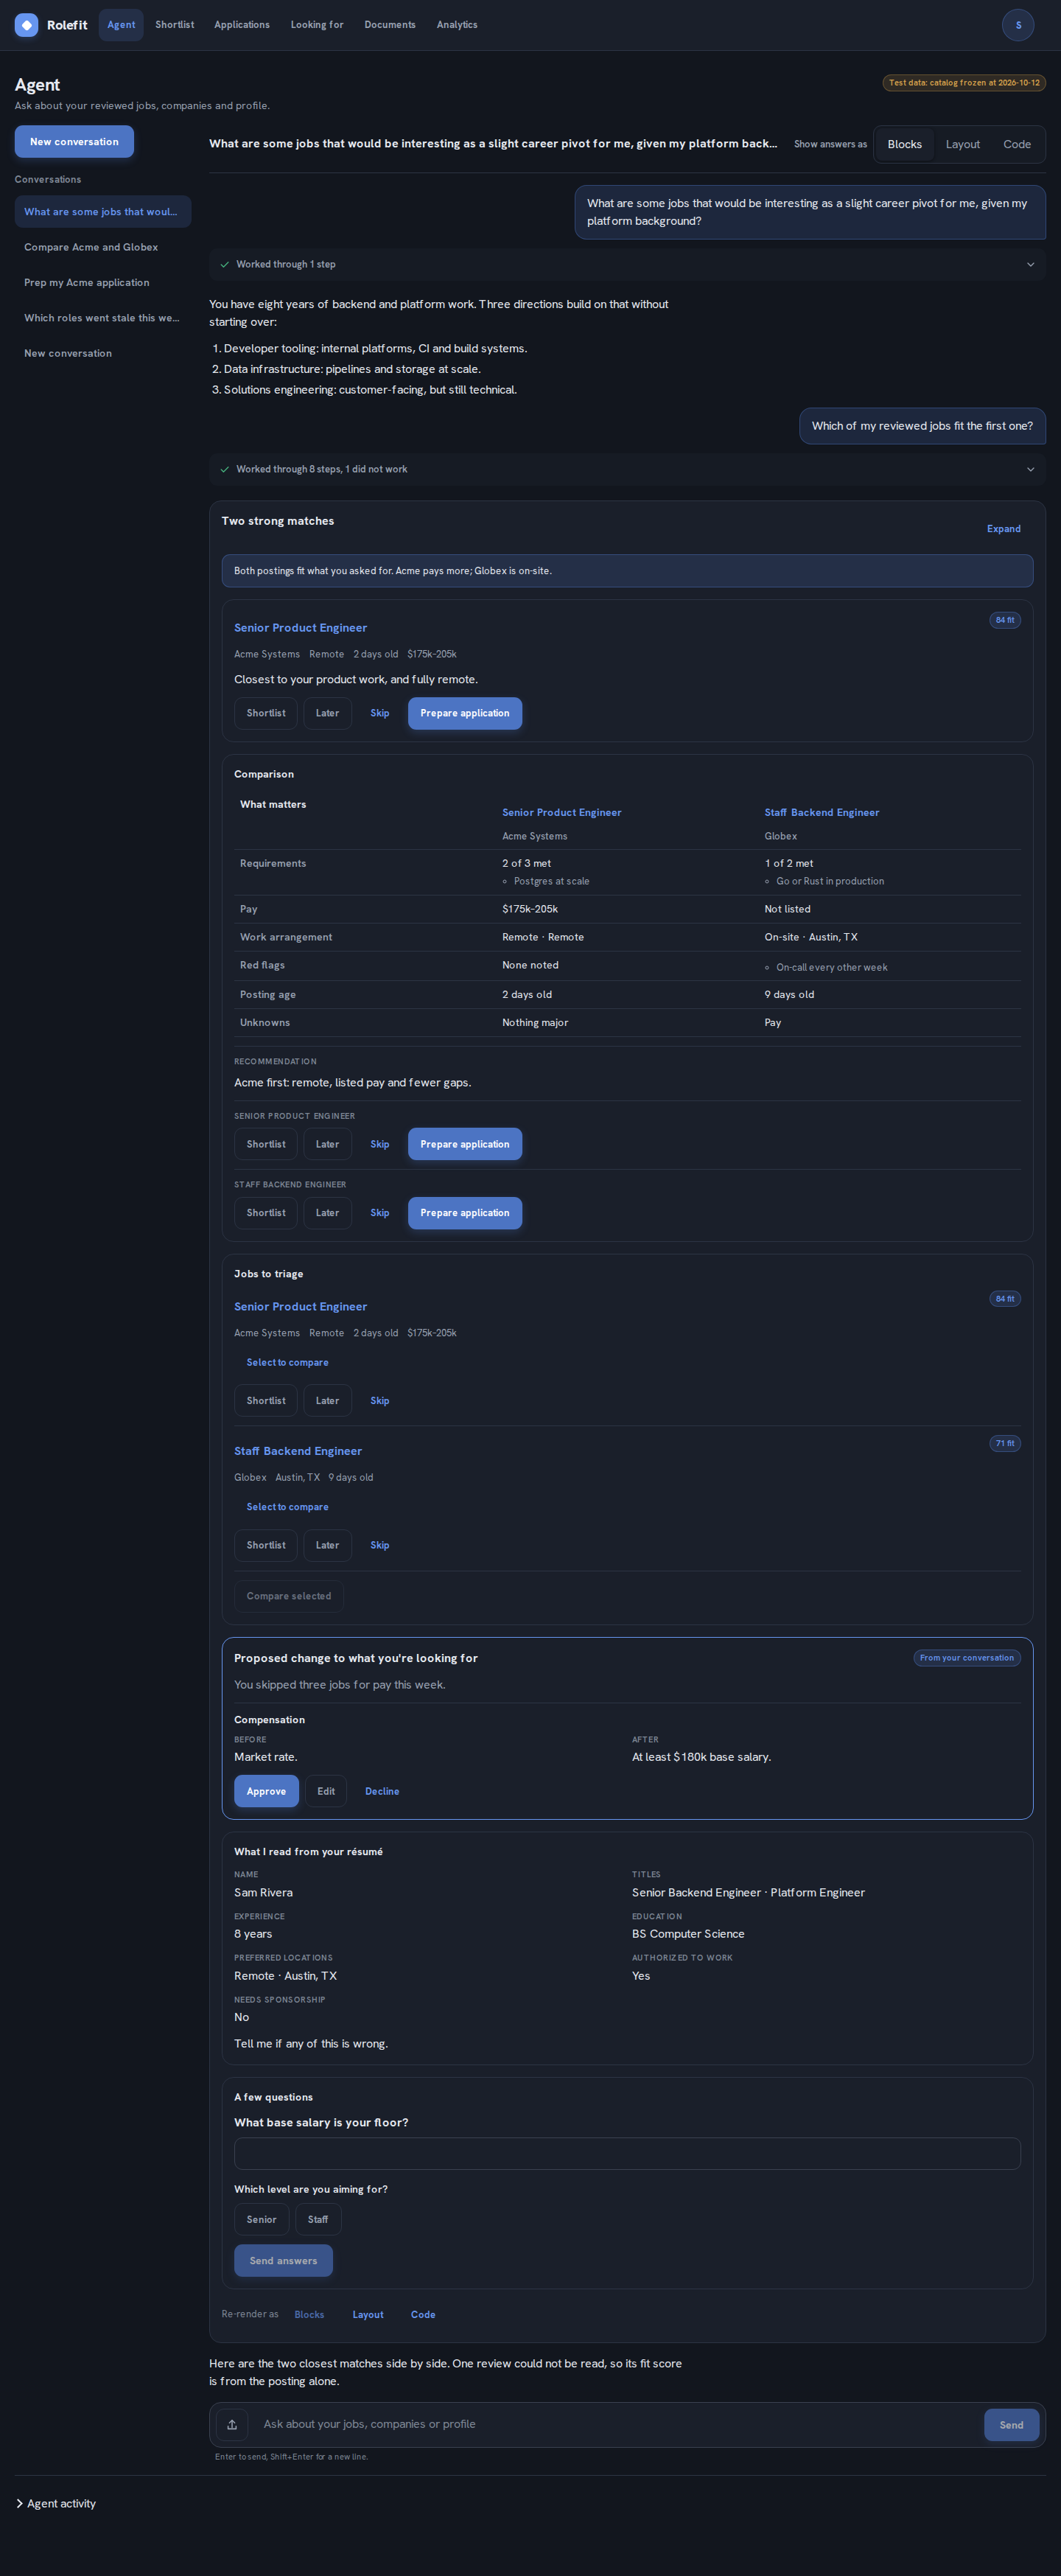 Rolefit
Agent
Shortlist
Applications
Looking for
Documents
Analytics
S
Agent
Ask about your reviewed jobs, companies and profile.
Test data: catalog frozen at 2026-10-12
New conversation
Conversations
What are some jobs that woul...
Compare Acme and Globex
Prep my Acme application
Which roles went stale this we...
New conversation
What are some jobs that would be interesting as a slight career pivot for me, given my platform back...
Show answers as
Blocks
Layout
Code
What are some jobs that would be interesting as a slight career pivot for me, given my
platform background?
Worked through 1 step
You have eight years of backend and platform work. Three directions build on that without
starting over:
1. Developer tooling: internal platforms, CI and build systems.
2. Data infrastructure: pipelines and storage at scale.
3. Solutions engineering: customer-facing, but still technical.
Which of my reviewed jobs fit the first one?
Worked through 8 steps, 1 did not work
Two strong matches
Expand
Both postings fit what you asked for. Acme pays more; Globex is on-site.
Senior Product Engineer
84 fit
Acme Systems Remote 2 days old $175k-205k
Closest to your product work, and fully remote.
Shortlist
Later
Skip
Prepare application
Comparison
What matters
Senior Product Engineer
Acme Systems
Staff Backend Engineer
Globex
Requirements
2 of 3 met
Postgres at scale
1 of 2 met
Go or Rust in production
Pay
$175k-205k
Not listed
Work arrangement
Remote · Remote
On-site · Austin, TX
Red flags
None noted
On-call every other week
Posting age
2 days old
9 days old
Unknowns
Nothing major
Pay
RECOMMENDATION
Acme first: remote, listed pay and fewer gaps.
SENIOR PRODUCT ENGINEER
Shortlist
Later
Skip
Prepare application
STAFF BACKEND ENGINEER
Shortlist
Later
Skip
Prepare application
Jobs to triage
Senior Product Engineer
84 fit
Acme Systems Remote 2 days old $175k-205k
Select to compare
Shortlist
Later
Skip
Staff Backend Engineer
71 fit
Globex Austin, TX 9 days old
Select to compare
Shortlist
Later
Skip
Compare selected
Proposed change to what you're looking for
From your conversation
You skipped three jobs for pay this week.
Compensation
BEFORE
Market rate.
AFTER
At least $180k base salary.
Approve
Edit
Decline
What I read from your résumé
NAME
Sam Rivera
TITLES
Senior Backend Engineer · Platform Engineer
EXPERIENCE
8 years
EDUCATION
BS Computer Science
PREFERRED LOCATIONS
Remote · Austin, TX
AUTHORIZED TO WORK
Yes
NEEDS SPONSORSHIP
No
Tell me if any of this is wrong.
A few questions
What base salary is your floor?
Which level are you aiming for?
Senior
Staff
Send answers
Re-render as
Blocks
Layout
Code
Here are the two closest matches side by side. One review could not be read, so its fit score
is from the posting alone.
Ask about your jobs, companies or profile
Send
Enter to send, Shift+Enter for a new line.
Agent activity